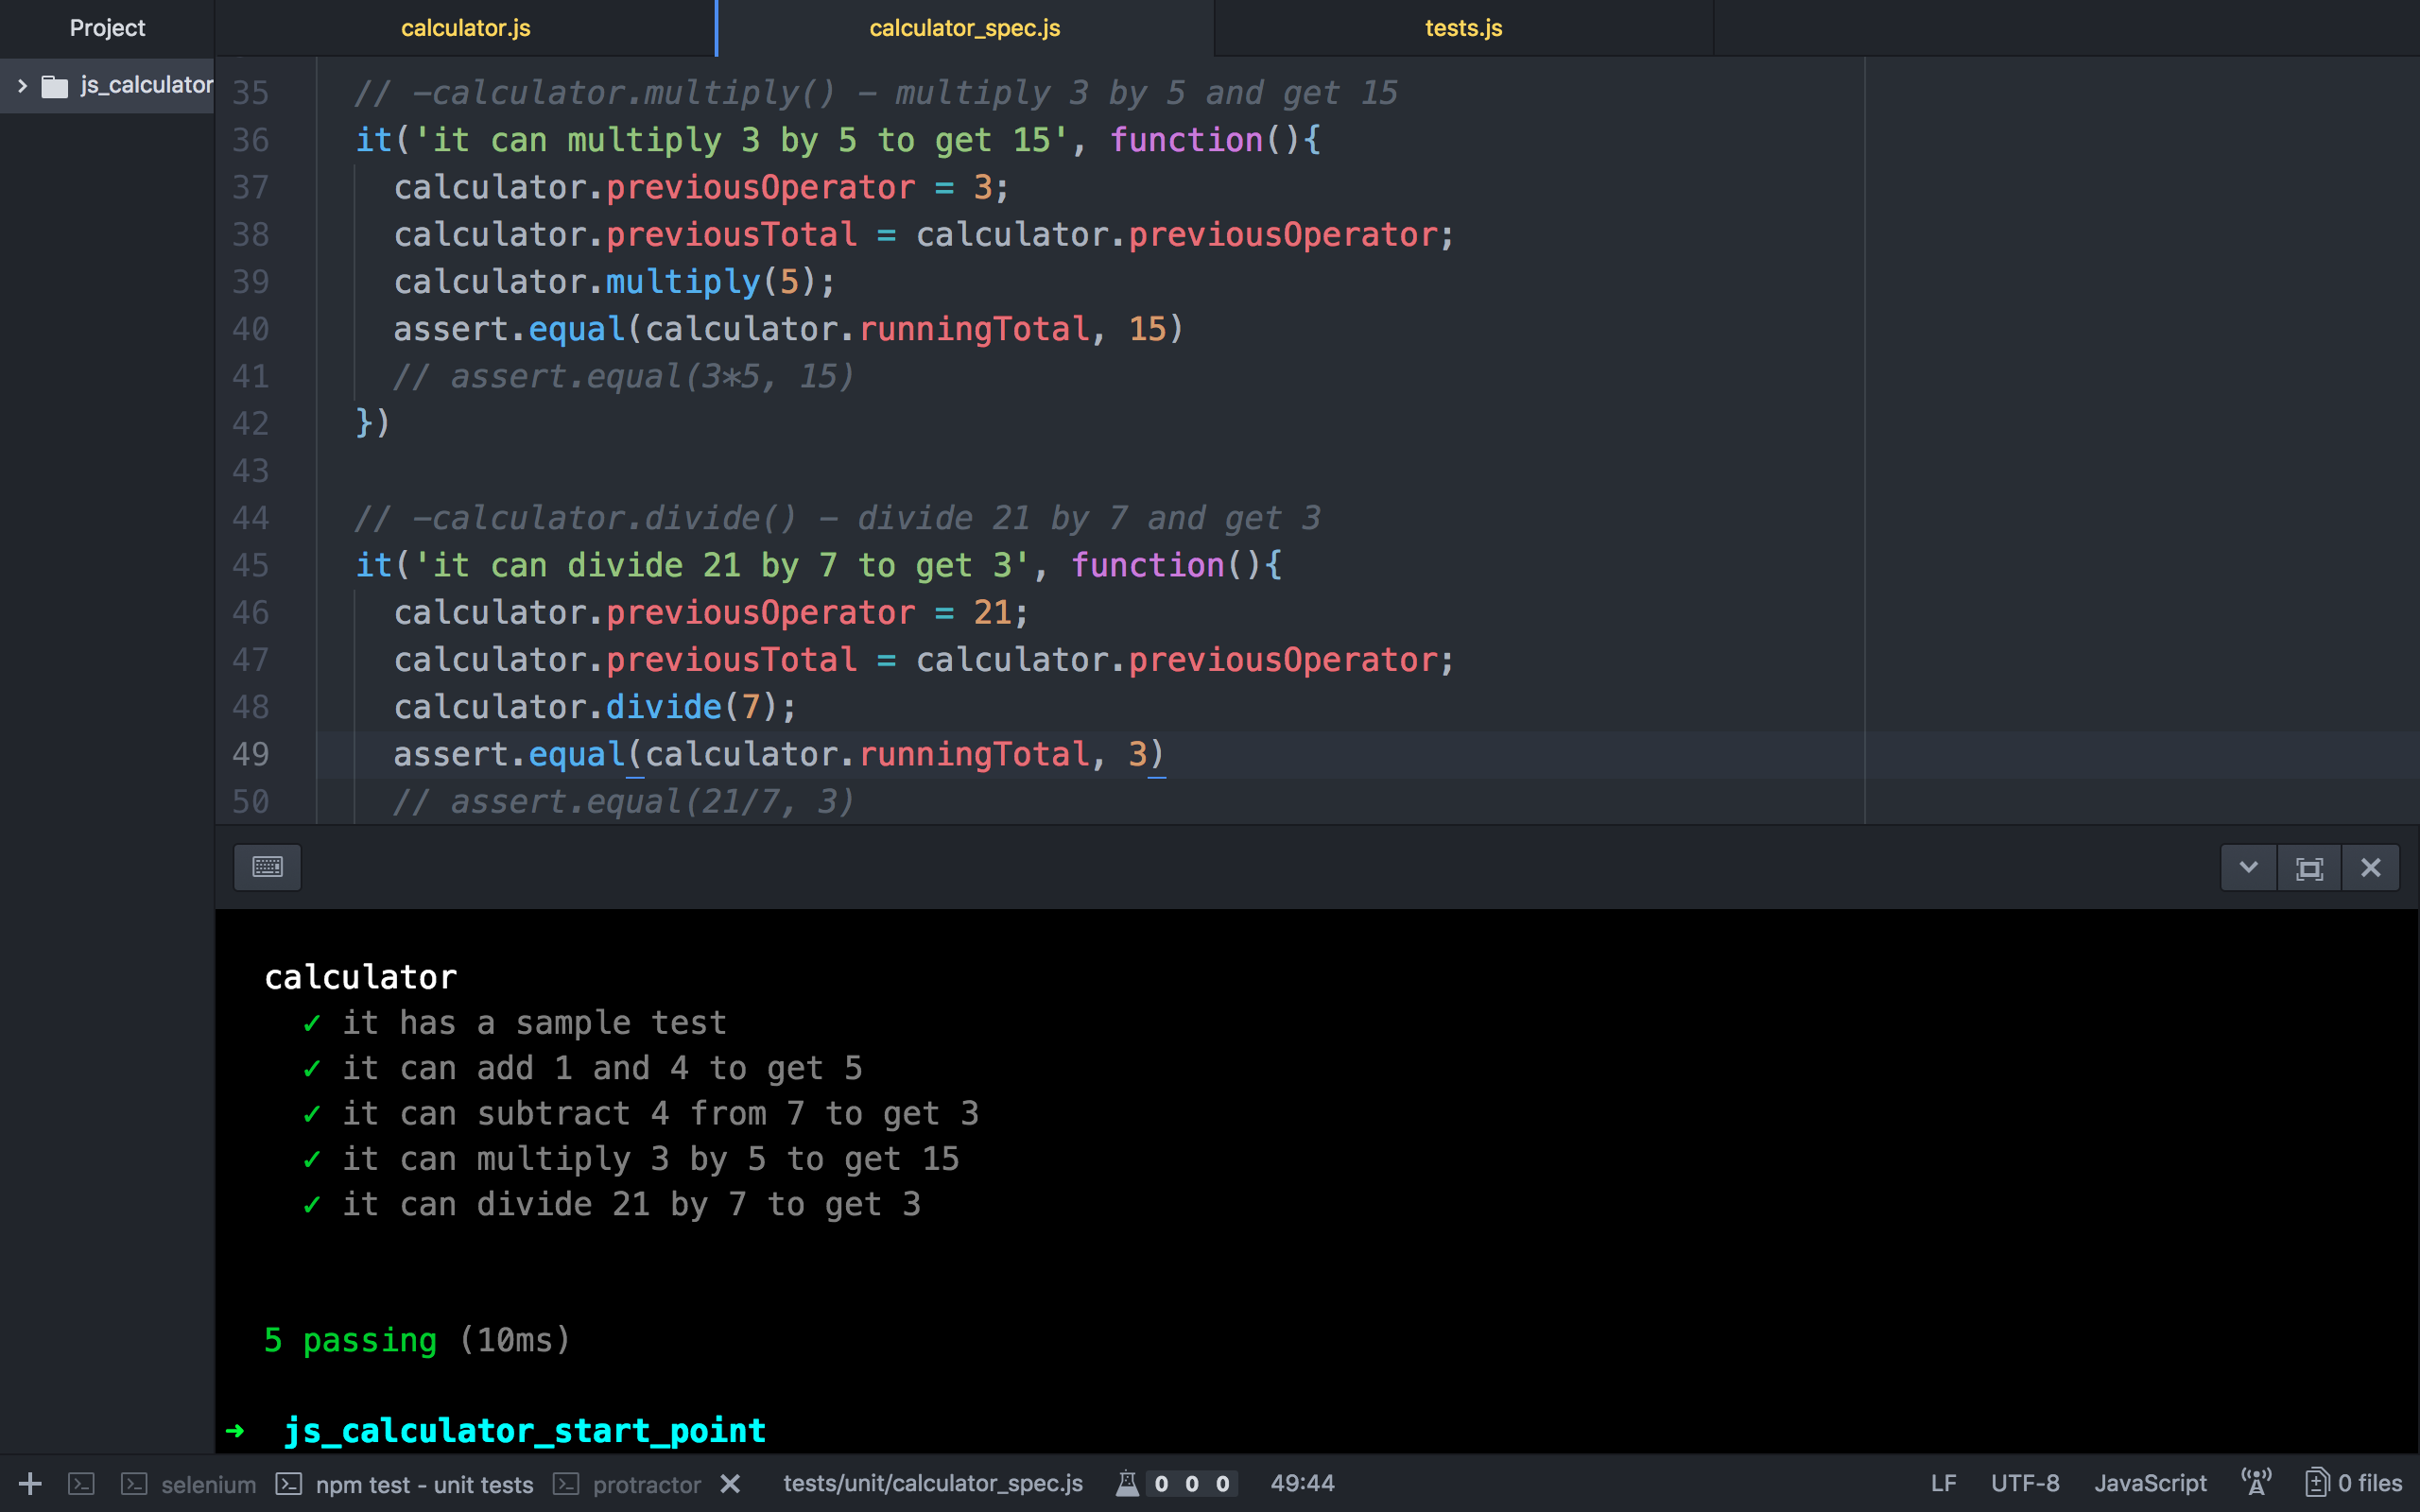 Project
calculator.js
calculator_spec.js
tests.js
js_calculator
35 // -calculator.multiply() - multiply 3 by 5 and get 15
36 it('it can multiply 3 by 5 to get 15', function(){
37 calculator.previousOperator = 3;
38 calculator.previousTotal = calculator.previousOperator;
39 calculator.multiply(5);
40 assert.equal(calculator.runningTotal, 15)
41 // assert.equal(3*5, 15)
42 })
43
44 // -calculator.divide() - divide 21 by 7 and get 3
45 it('it can divide 21 by 7 to get 3', function(){
46 calculator.previousOperator = 21;
47 calculator.previousTotal = calculator.previousOperator;
48 calculator.divide(7);
49 assert.equal(calculator.runningTotal, 3)
50 // assert.equal(21/7, 3)
calculator
✓ it has a sample test
✓ it can add 1 and 4 to get 5
✓ it can subtract 4 from 7 to get 3
✓ it can multiply 3 by 5 to get 15
✓ it can divide 21 by 7 to get 3
5 passing (10ms)
➜ js_calculator_start_point
selenium npm test - unit tests protractor tests/unit/calculator_spec.js 0 0 0 49:44 LF UTF-8 JavaScript 0 files